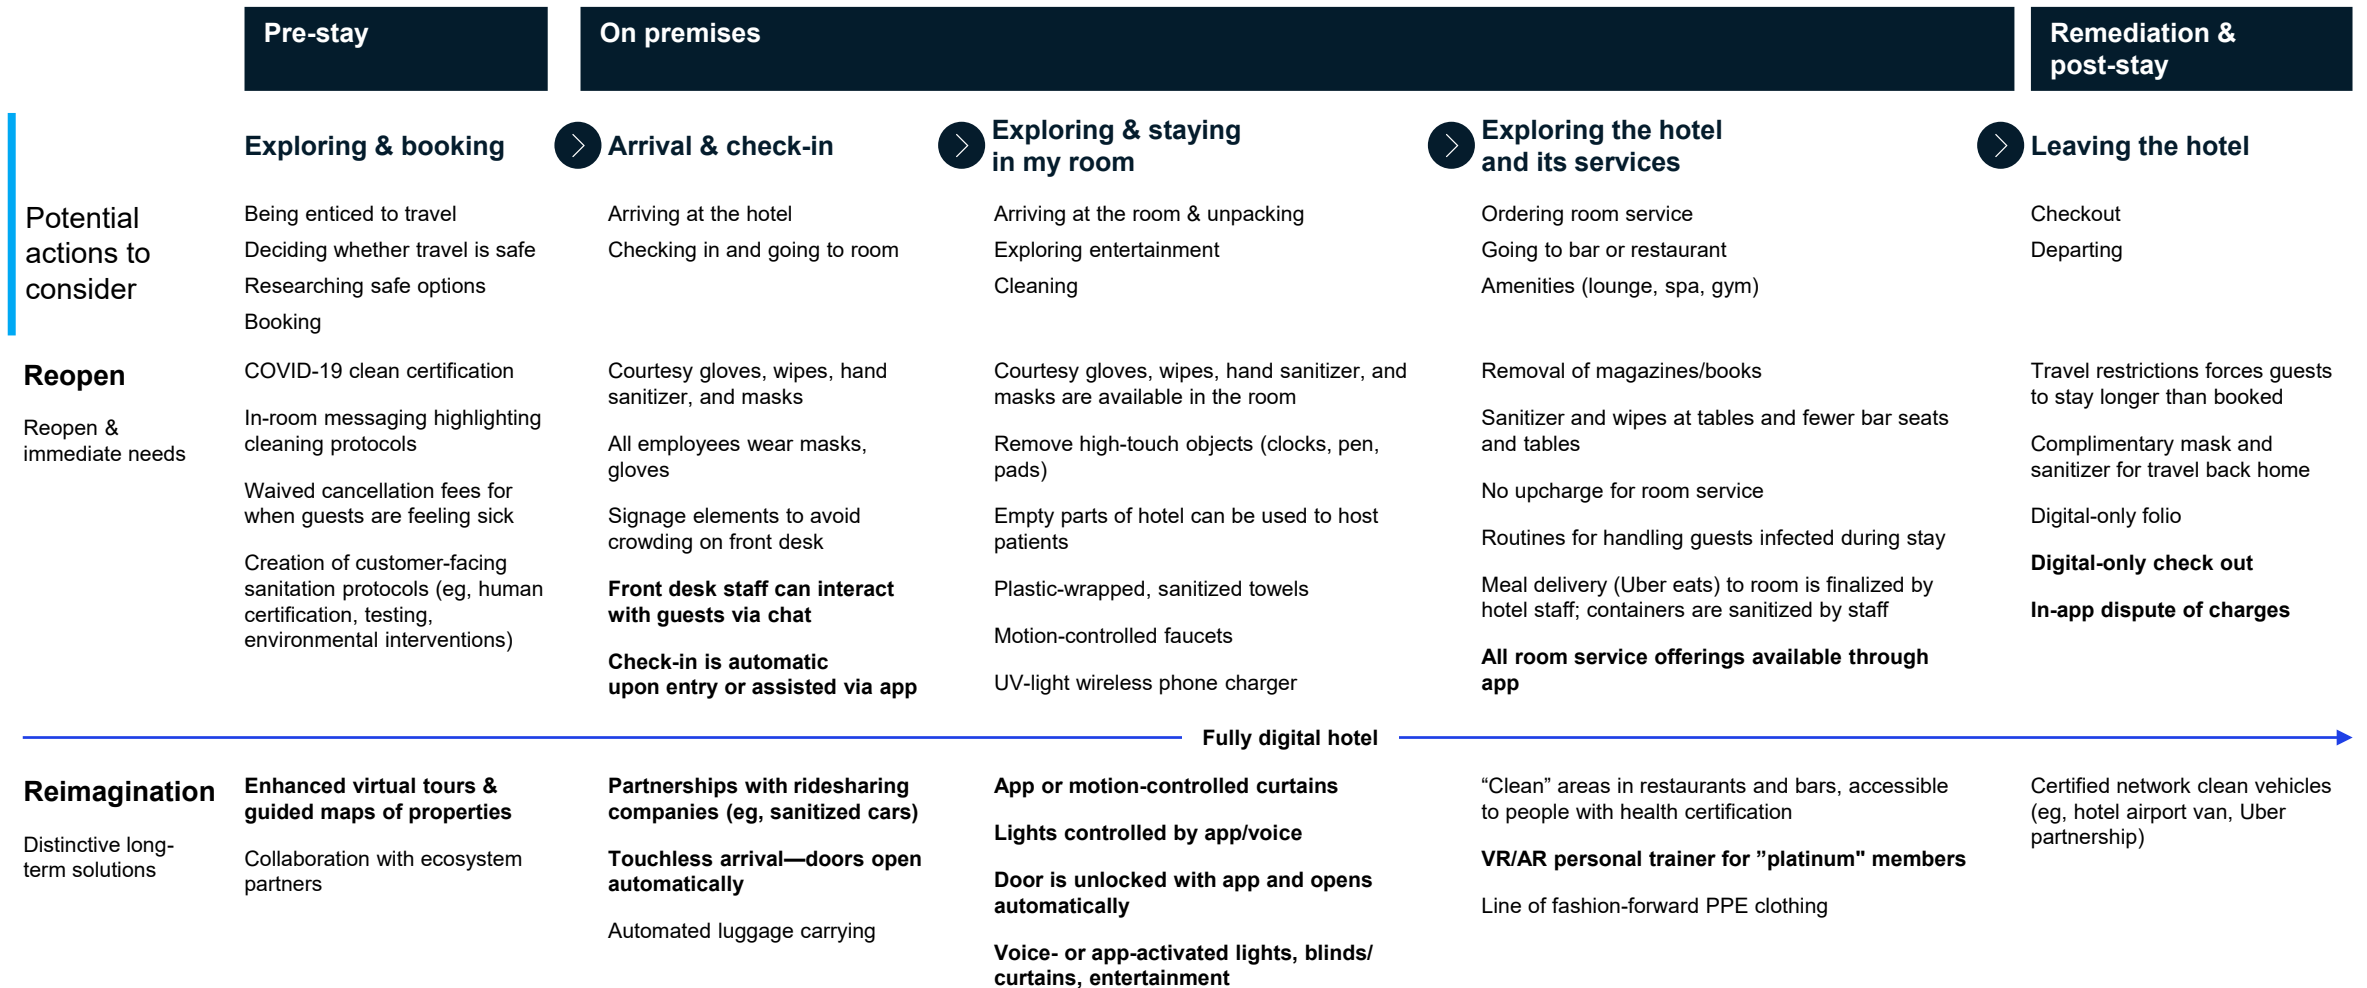 Pre-stay
On premises
Remediation &
post-stay
Exploring & booking
Arrival & check-in
Exploring & staying
in my room
Exploring the hotel
and its services
Leaving the hotel
Potential
actions to
consider
Being enticed to travel
Deciding whether travel is safe
Researching safe options
Booking
Arriving at the hotel
Checking in and going to room
Arriving at the room & unpacking
Exploring entertainment
Cleaning
Ordering room service
Going to bar or restaurant
Amenities (lounge, spa, gym)
Checkout
Departing
Reopen
Reopen &
immediate needs
COVID-19 clean certification
In-room messaging highlighting
cleaning protocols
Waived cancellation fees for
when guests are feeling sick
Creation of customer-facing
sanitation protocols (eg, human
certification, testing,
environmental interventions)
Courtesy gloves, wipes, hand
sanitizer, and masks
All employees wear masks,
gloves
Signage elements to avoid
crowding on front desk
Front desk staff can interact
with guests via chat
Check-in is automatic
upon entry or assisted via app
Courtesy gloves, wipes, hand sanitizer, and
masks are available in the room
Remove high-touch objects (clocks, pen,
pads)
Empty parts of hotel can be used to host
patients
Plastic-wrapped, sanitized towels
Motion-controlled faucets
UV-light wireless phone charger
Removal of magazines/books
Sanitizer and wipes at tables and fewer bar seats
and tables
No upcharge for room service
Routines for handling guests infected during stay
Meal delivery (Uber eats) to room is finalized by
hotel staff; containers are sanitized by staff
All room service offerings available through
app
Travel restrictions forces guests
to stay longer than booked
Complimentary mask and
sanitizer for travel back home
Digital-only folio
Digital-only check out
In-app dispute of charges
Fully digital hotel
Reimagination
Distinctive long-
term solutions
Enhanced virtual tours &
guided maps of properties
Collaboration with ecosystem
partners
Partnerships with ridesharing
companies (eg, sanitized cars)
Touchless arrival—doors open
automatically
Automated luggage carrying
App or motion-controlled curtains
Lights controlled by app/voice
Door is unlocked with app and opens
automatically
Voice- or app-activated lights, blinds/
curtains, entertainment
“Clean” areas in restaurants and bars, accessible
to people with health certification
VR/AR personal trainer for ”platinum" members
Line of fashion-forward PPE clothing
Certified network clean vehicles
(eg, hotel airport van, Uber
partnership)